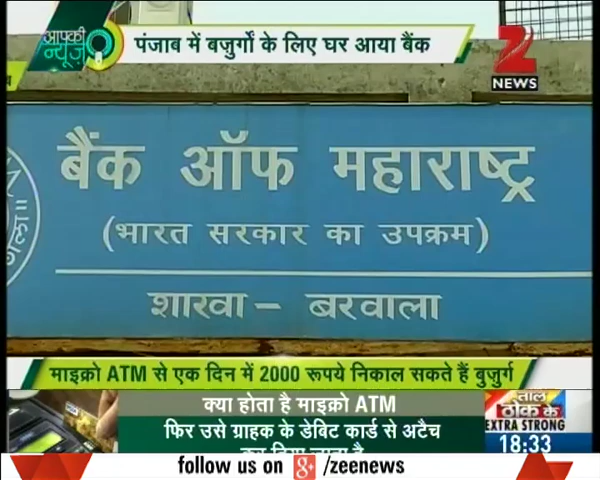 आपकी
न्यूज़
पंजाब में बजुर्गों के लिए घर आया बैंक
Z
NEWS
बैंक ऑफ महाराष्ट्र
(भारत सरकार का उपक्रम)
शाखा – बरवाला
माइक्रो ATM से एक दिन में 2000 रूपये निकाल सकते हैं बुजुर्ग
क्या होता है माइक्रो ATM
फिर उसे ग्राहक के डेबिट कार्ड से अटैच
ताल
ठोक के
EXTRA STRONG
18:33
follow us on g+/zeenews